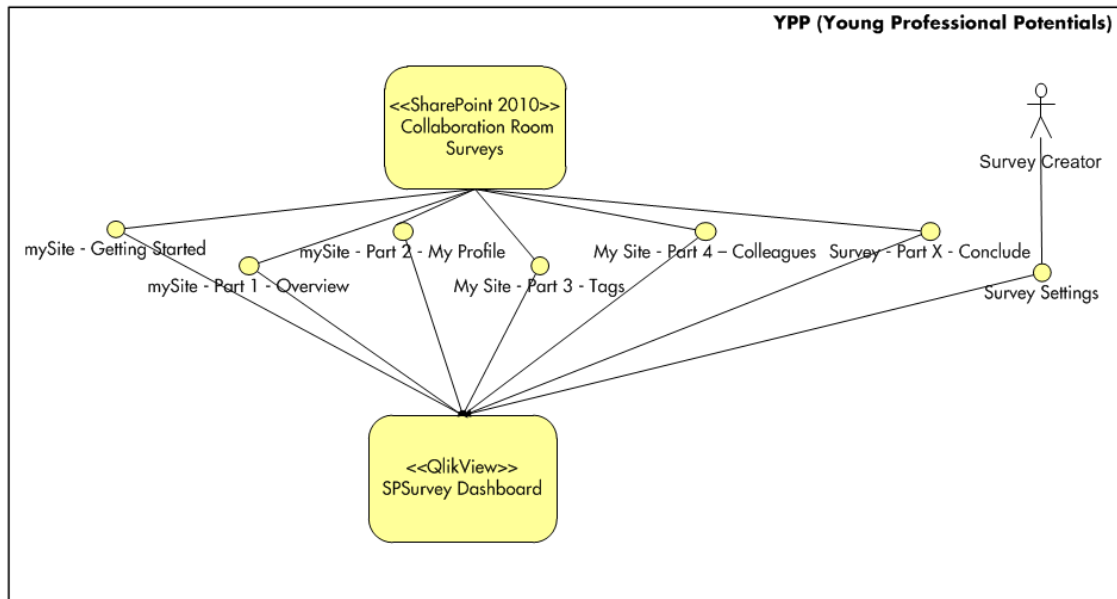 YPP (Young Professional Potentials)
<<SharePoint 2010>>
Collaboration Room
Surveys
Survey Creator
mySite - Getting Started
mySite - Part 2 - My Profile
My Site - Part 4 – Colleagues
Survey - Part X - Conclude
mySite - Part 1 - Overview
My Site - Part 3 - Tags
Survey Settings
<<QlikView>>
SPSurvey Dashboard